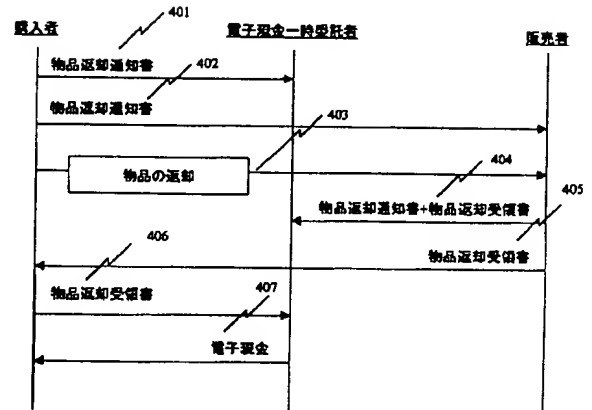 401
購入者
電子現金一時委託者
販売者
物品返却通知書
402
物品返却通知書
403
物品の返却
404
物品返却通知書+物品返却受領書
405
406
物品返却受領書
物品返却受領書
407
電子現金